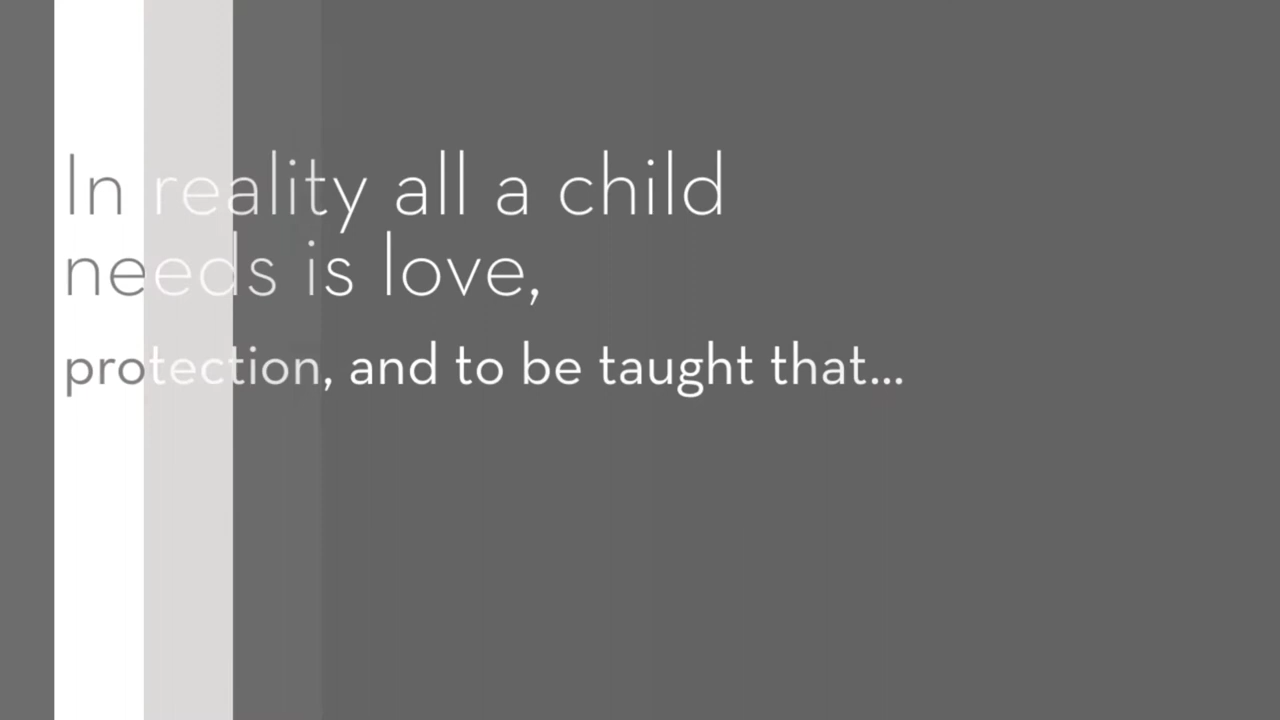 In reality all a child
needs is love,
protection, and to be taught that...